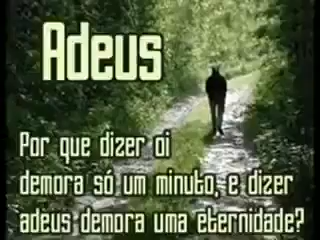 Adeus
Por que dizer oi
demora só um minuto, e dizer
adeus demora uma eternidade?